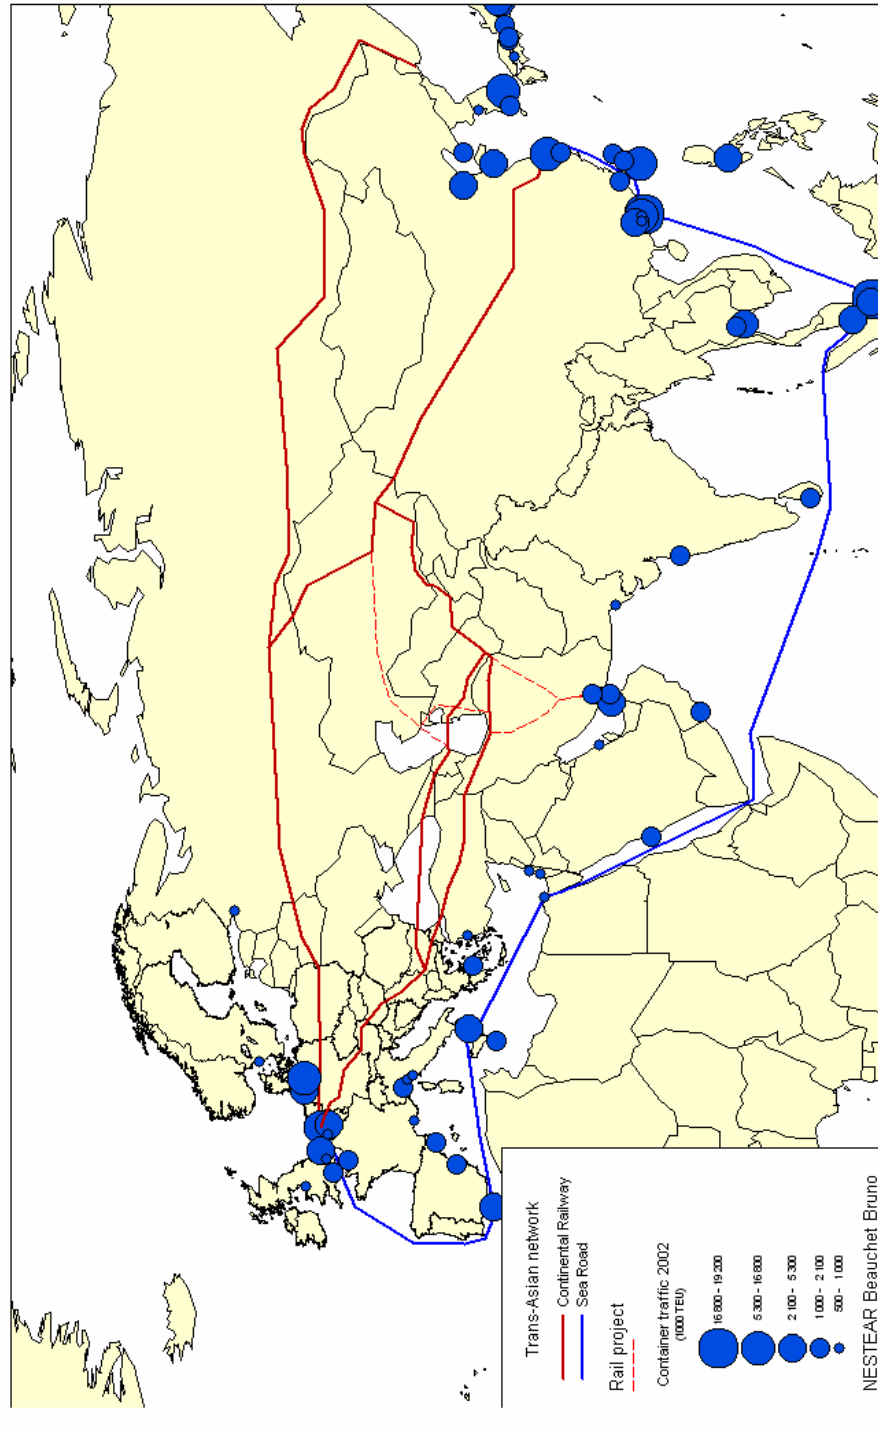 Trans-Asian network
Continental Railway
Sea Road
Rail project
Container traffic 2002
(1000 TEU)
16 800 - 19 200
5 300 - 16 800
2 100 - 5 300
1 000 - 2 100
500 - 1 000
NESTEAR Beauchet Bruno